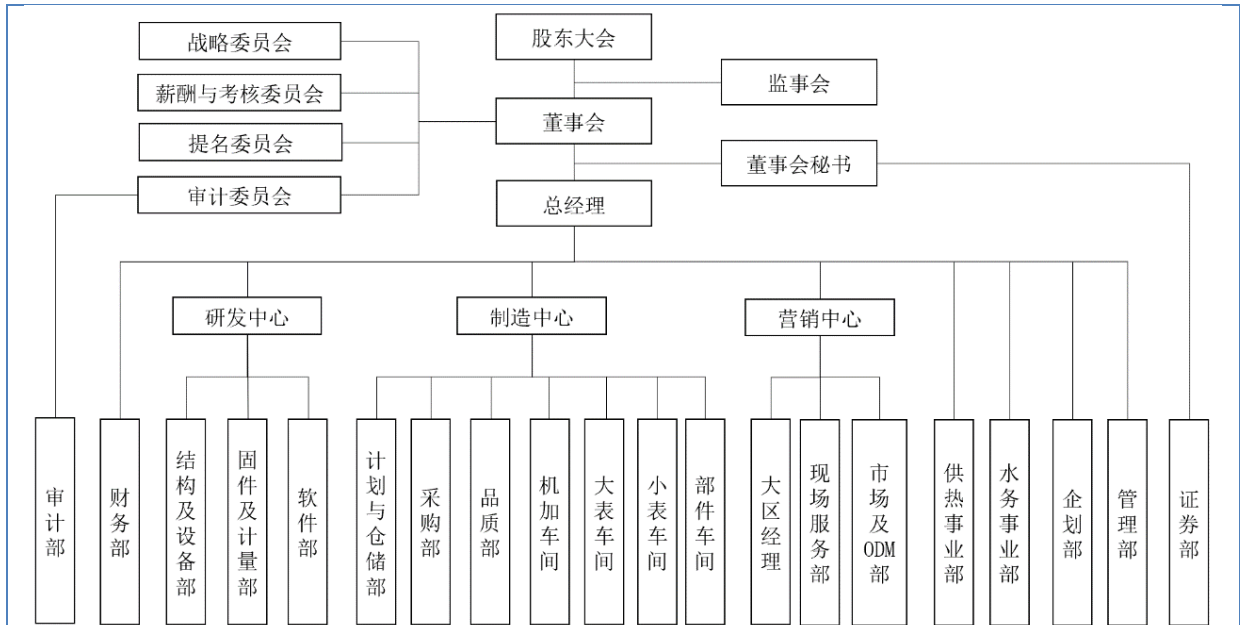 战略委员会
薪酬与考核委员会
提名委员会
审计委员会
股东大会
监事会
董事会
董事会秘书
总经理
研发中心
制造中心
营销中心
审计部
财务部
结构及设备部
固件及计量部
软件部
计划与仓储部
采购部
品质部
机加车间
大表车间
小表车间
部件车间
大区经理
现场服务部
市场及ODM部
供热事业部
水务事业部
企划部
管理部
证券部